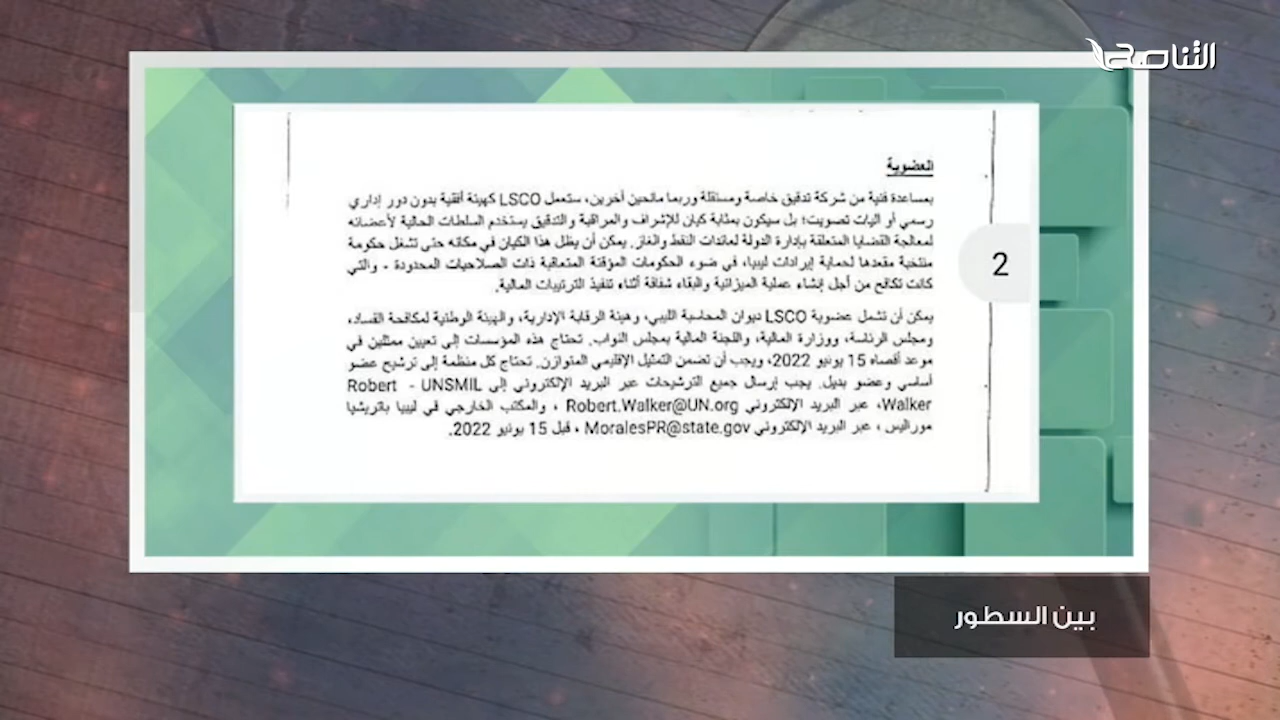 التناصح
العضوية
بمساعدة فنية من شركة تدقيق خاصة ومستقلة وربما مانحين آخرين، ستعمل LSCO كهيئة أفقية بدون دور إداري
رسمي أو آليات تصويت؛ بل سيكون بمثابة كيان للإشراف والمراقبة والتدقيق يستخدم السلطات الحالية لأعضائه
لمعالجة القضايا المتعلقة بإدارة الدولة لعائدات النفط والغاز. يمكن أن يظل هذا الكيان في مكانه حتى تشغل حكومة
منتخبة مقعدها لحماية إيرادات ليبيا، في ضوء الحكومات المؤقتة المتعاقبة ذات الصلاحيات المحدودة - والتي
كانت تكافح من أجل إنشاء عملية الميزانية والبقاء شفافة أثناء تنفيذ الترتيبات المالية.
2
يمكن أن تشمل عضوية LSCO ديوان المحاسبة الليبي، وهيئة الرقابة الإدارية، والهيئة الوطنية لمكافحة الفساد،
ومجلس الرئاسة، ووزارة المالية، واللجنة المالية بمجلس النواب. تحتاج هذه المؤسسات إلى تعيين ممثلين في
موعد أقصاه 15 يونيو 2022، ويجب أن تضمن التمثيل الإقليمي المتوازن. تحتاج كل منظمة إلى ترشيح عضو
أساسي وعضو بديل. يجب إرسال جميع الترشيحات عبر البريد الإلكتروني إلى Robert - UNSMIL
Walker، عبر البريد الإلكتروني Robert.Walker@UN.org ، والمكتب الخارجي في ليبيا باتريشيا
موراليس ، عبر البريد الإلكتروني MoralesPR@state.gov ، قبل 15 يونيو 2022.
بين السطور